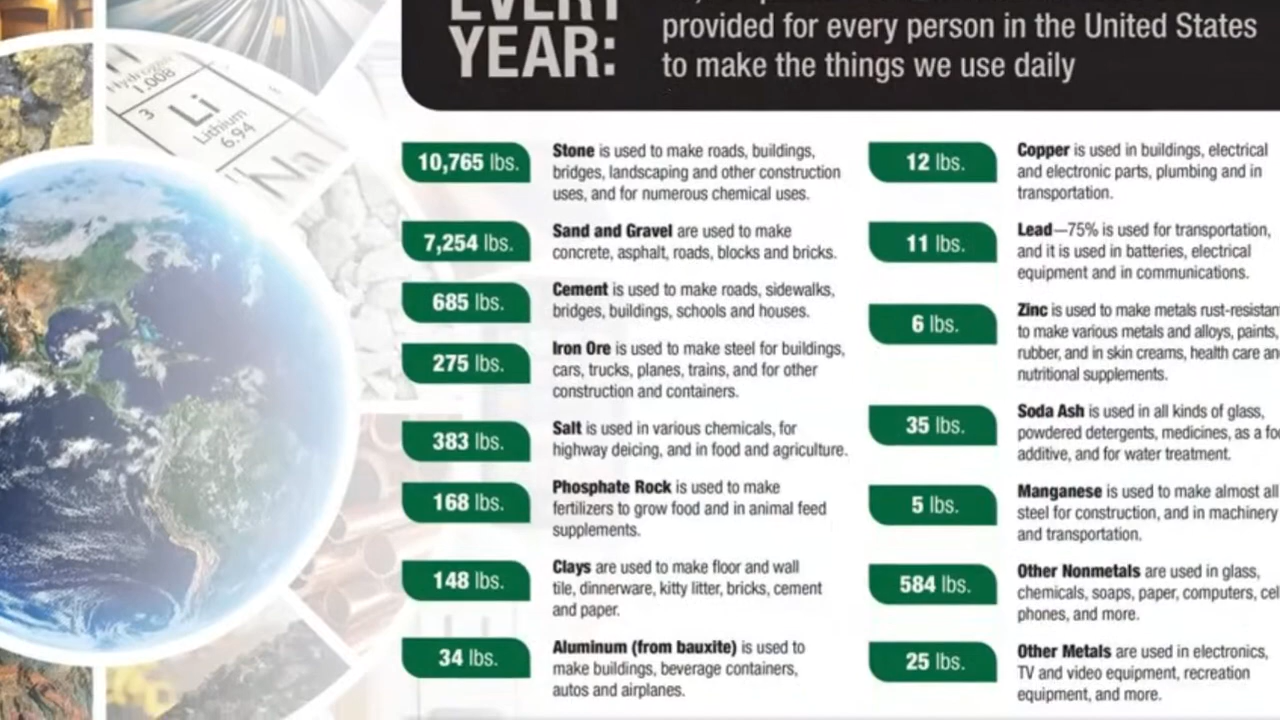 EVERY
YEAR:
provided for every person in the United States
to make the things we use daily
Hydrogen
1.008
3
Li
Lithium
6.94
Na
10,765 lbs.
Stone is used to make roads, buildings,
bridges, landscaping and other construction
uses, and for numerous chemical uses.
7,254 lbs.
Sand and Gravel are used to make
concrete, asphalt, roads, blocks and bricks.
685 lbs.
Cement is used to make roads, sidewalks,
bridges, buildings, schools and houses.
275 lbs.
Iron Ore is used to make steel for buildings,
cars, trucks, planes, trains, and for other
construction and containers.
383 lbs.
Salt is used in various chemicals, for
highway deicing, and in food and agriculture.
168 lbs.
Phosphate Rock is used to make
fertilizers to grow food and in animal feed
supplements.
148 lbs.
Clays are used to make floor and wall
tile, dinnerware, kitty litter, bricks, cement
and paper.
34 lbs.
Aluminum (from bauxite) is used to
make buildings, beverage containers,
autos and airplanes.
12 lbs.
Copper is used in buildings, electrical
and electronic parts, plumbing and in
transportation.
11 lbs.
Lead—75% is used for transportation,
and it is used in batteries, electrical
equipment and in communications.
6 lbs.
Zinc is used to make metals rust-resistan
to make various metals and alloys, paints,
rubber, and in skin creams, health care an
nutritional supplements.
35 lbs.
Soda Ash is used in all kinds of glass,
powdered detergents, medicines, as a foo
additive, and for water treatment.
5 lbs.
Manganese is used to make almost all
steel for construction, and in machinery
and transportation.
584 lbs.
Other Nonmetals are used in glass,
chemicals, soaps, paper, computers, cel
phones, and more.
25 lbs.
Other Metals are used in electronics,
TV and video equipment, recreation
equipment, and more.